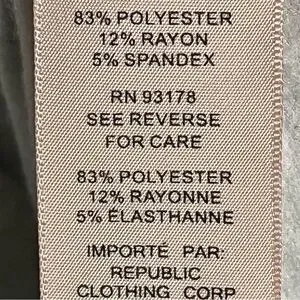 83% POLYESTER
12% RAYON
5% SPANDEX
RN 93178
SEE REVERSE
FOR CARE
83% POLYESTER
12% RAYONNE
5% ÉLASTHANNE
IMPORTÉ PAR:
REPUBLIC
CLOTHING CORP